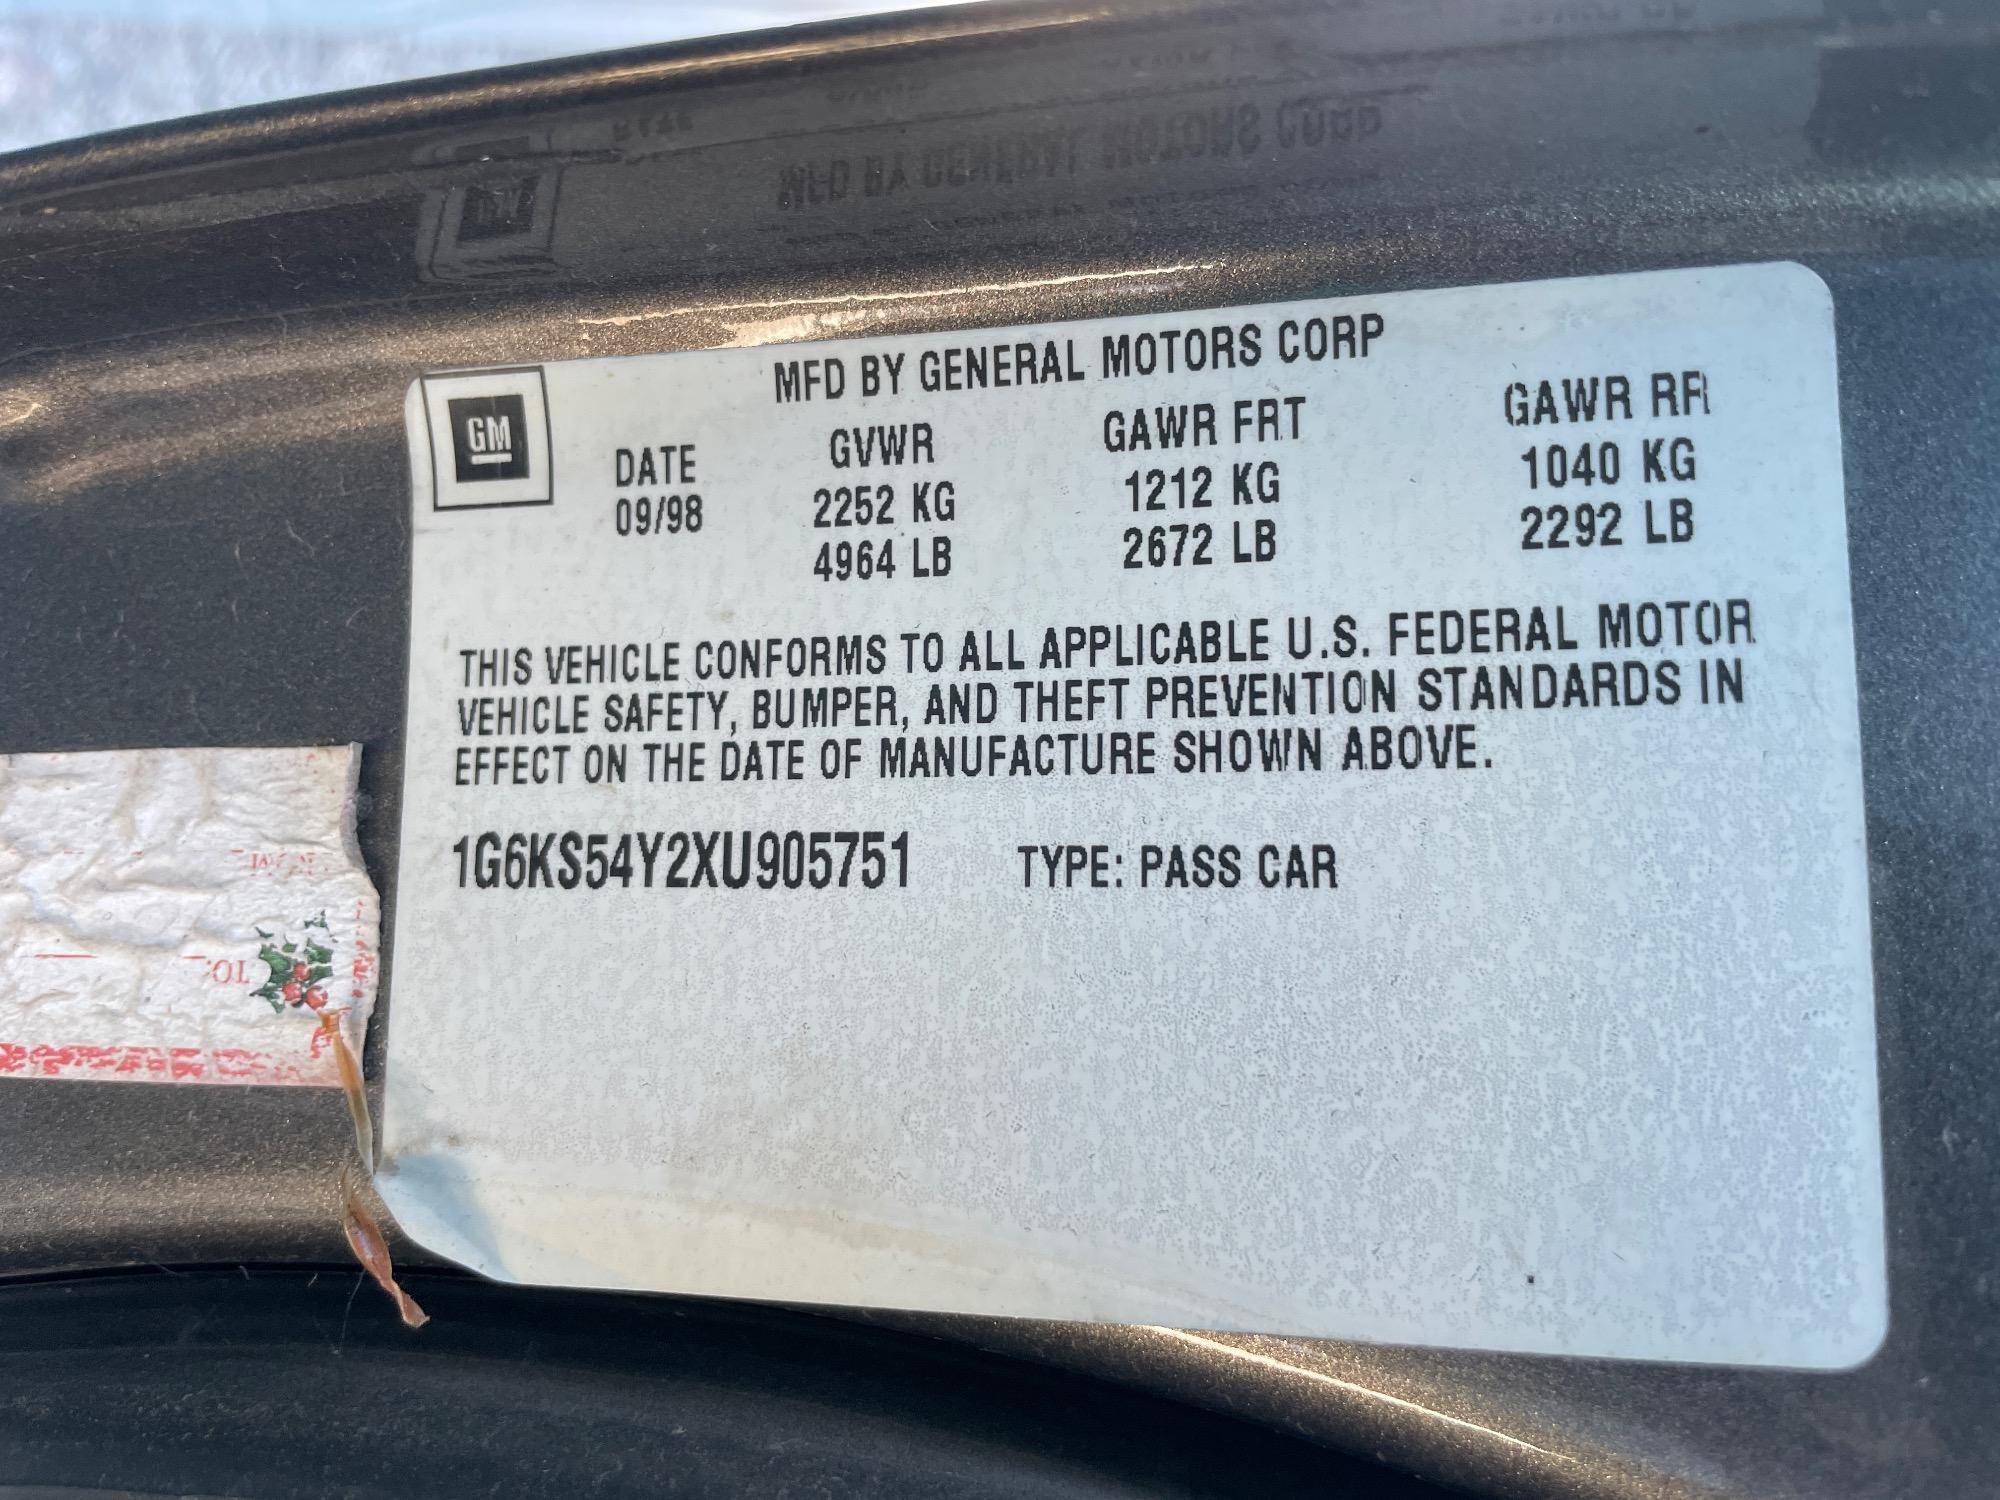 MFD BY GENERAL MOTORS CORP
GM
DATE GVWR GAWR FRT GAWR RR
09/98 2252 KG 1212 KG 1040 KG
4964 LB 2672 LB 2292 LB
THIS VEHICLE CONFORMS TO ALL APPLICABLE U.S. FEDERAL MOTOR
VEHICLE SAFETY, BUMPER, AND THEFT PREVENTION STANDARDS IN
EFFECT ON THE DATE OF MANUFACTURE SHOWN ABOVE.
1G6KS54Y2XU905751 TYPE: PASS CAR
TO: